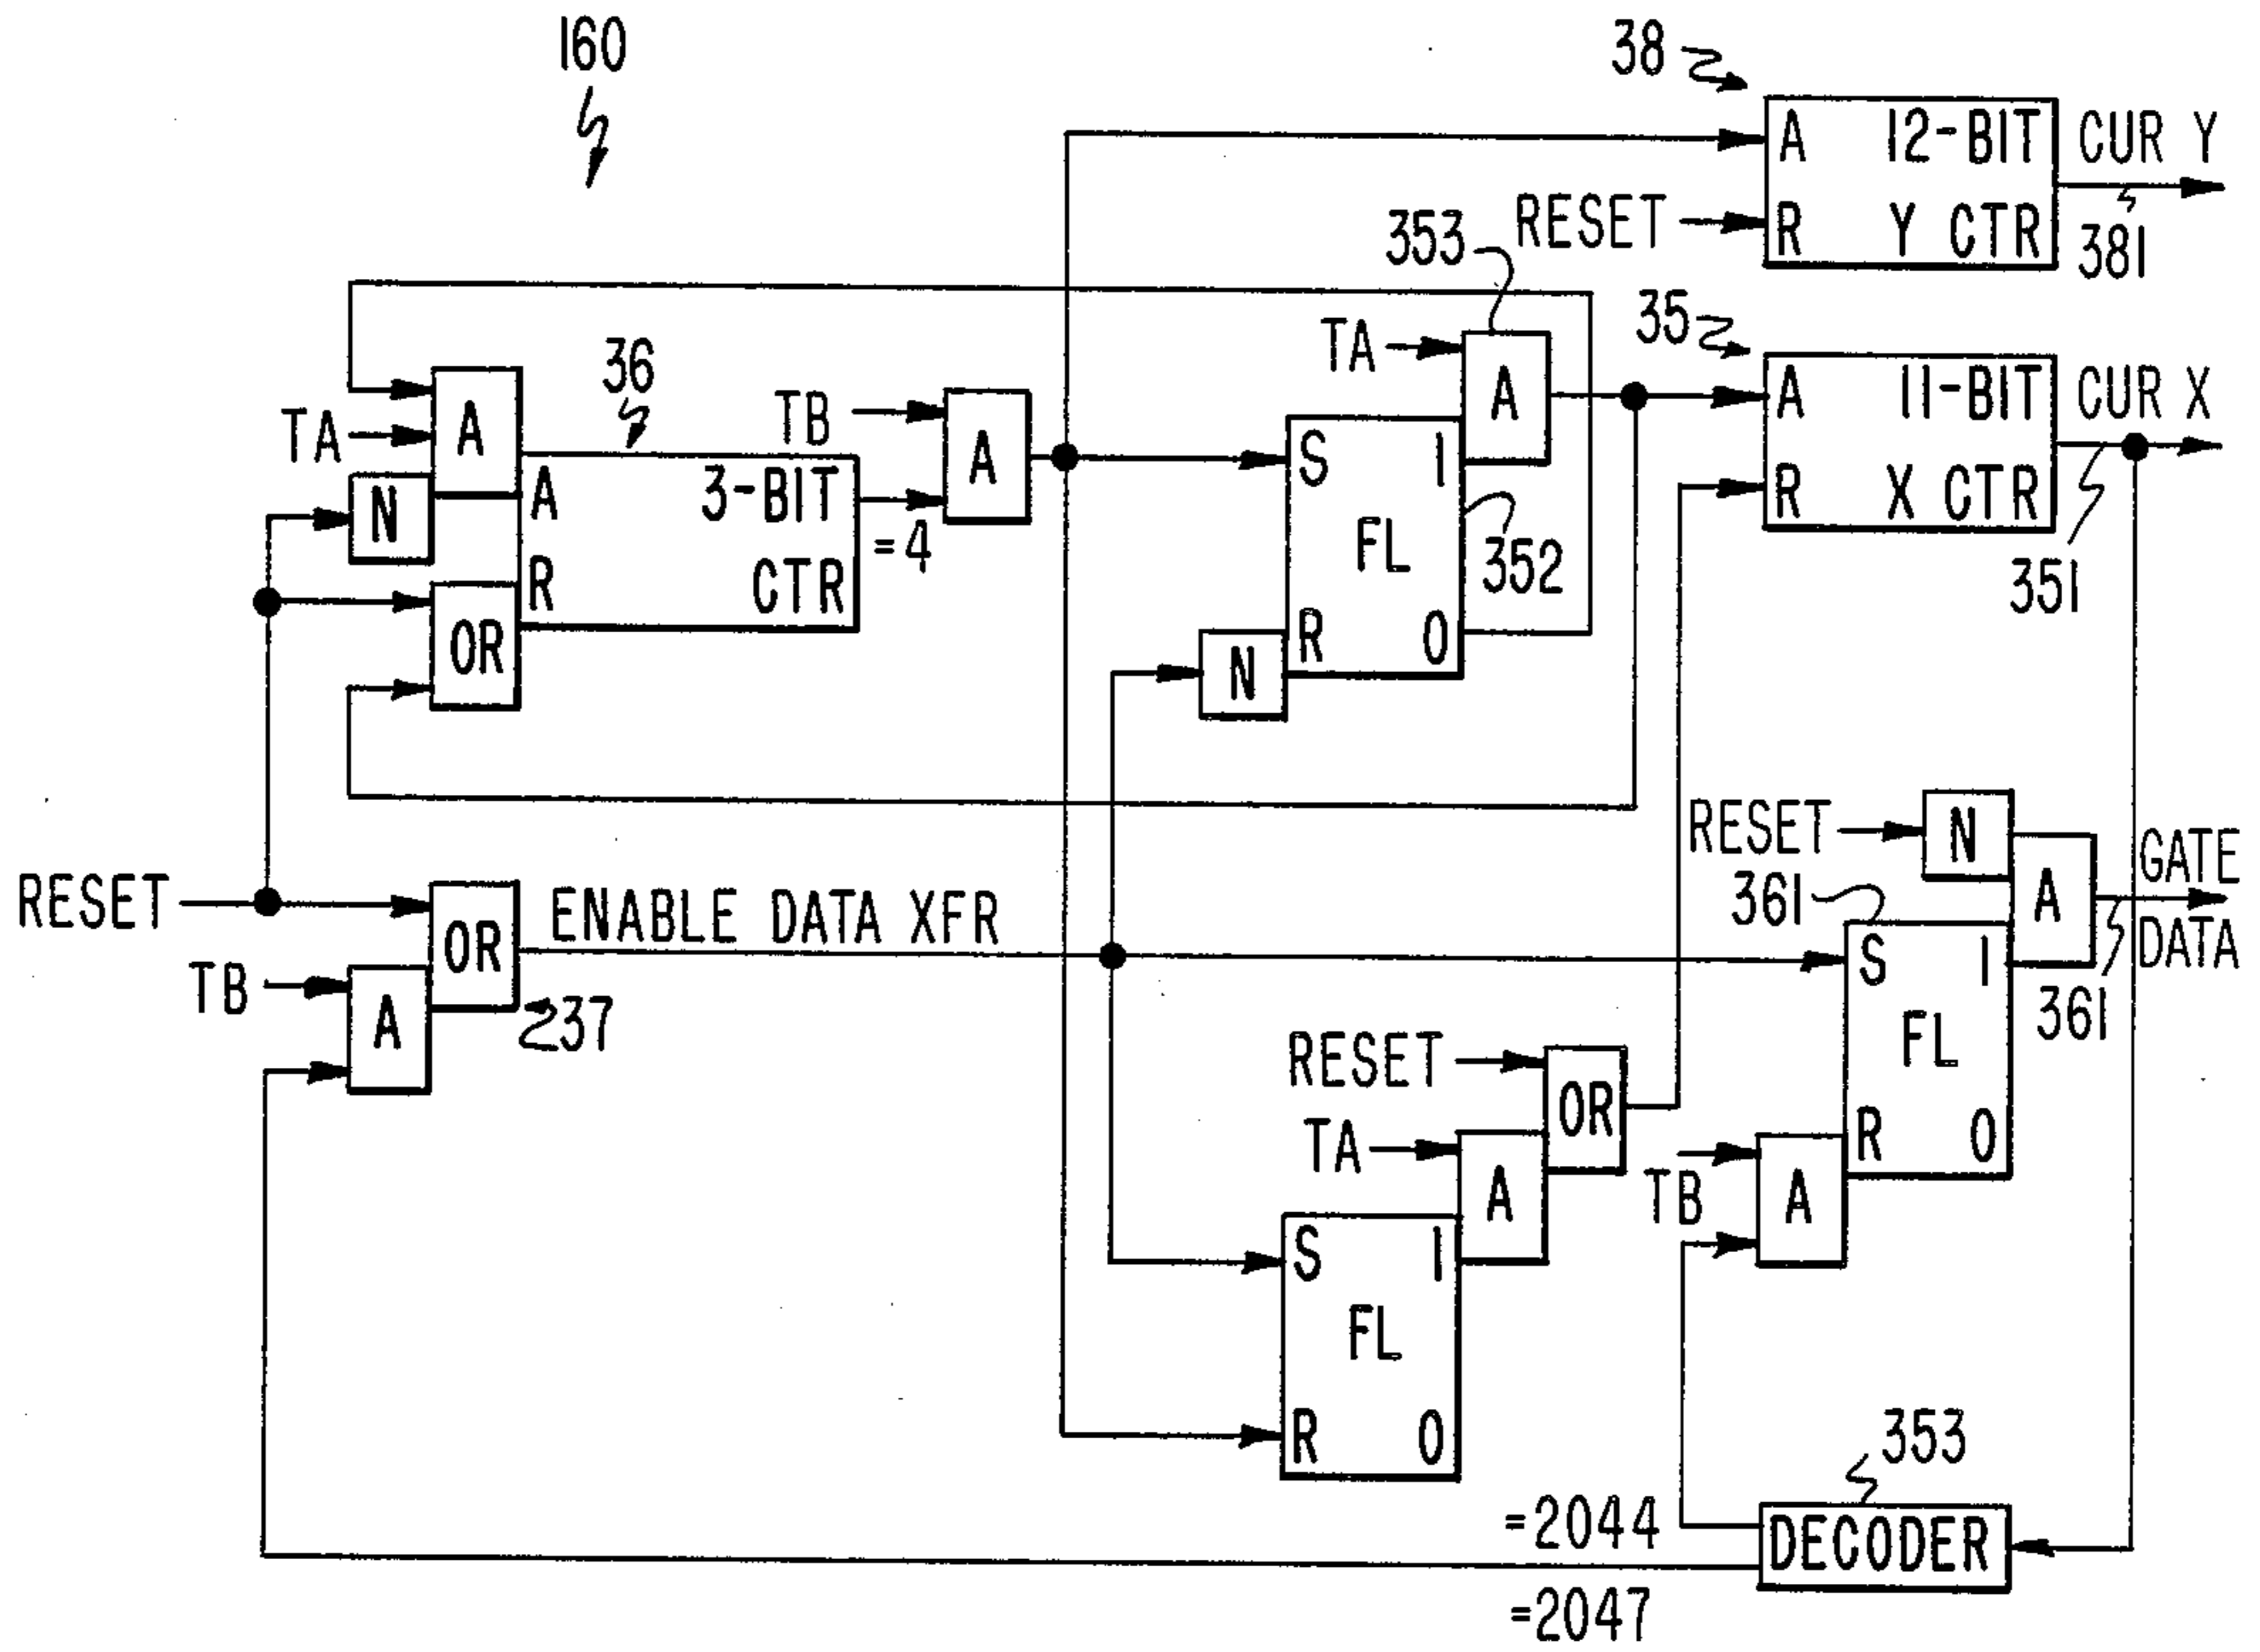 160
38
A 12-BIT
R Y CTR
CUR Y
381
RESET
353
TA
A
35
A 11-BIT
R X CTR
CUR X
351
36
TA
A
N
A 3-BIT
R CTR
OR
=4
TB
A
S 1
FL
R 0
352
N
RESET
OR
ENABLE DATA XFR
TB
A
237
RESET
N
A
GATE
DATA
361
361
S 1
FL
R 0
RESET
OR
TA
A
TB
A
S 1
FL
R 0
353
DECODER
=2044
=2047